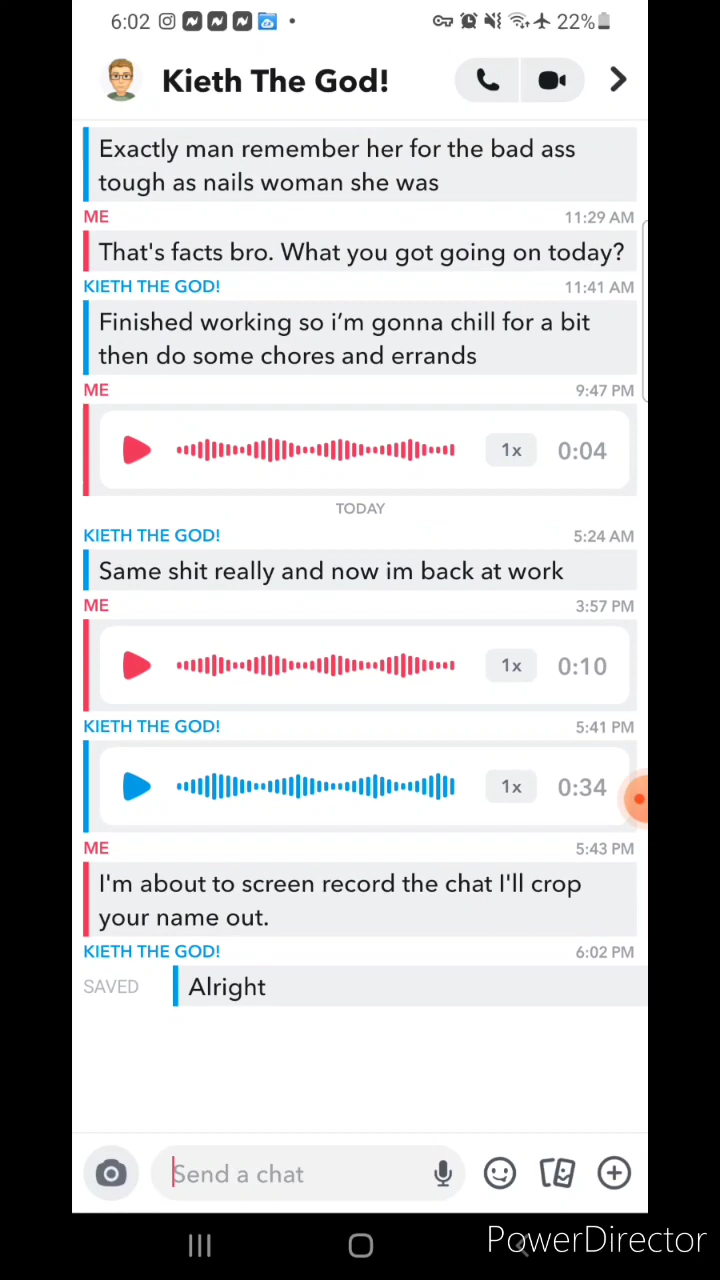 6:02 22%
Kieth The God!
Exactly man remember her for the bad ass
tough as nails woman she was
ME 11:29 AM
That's facts bro. What you got going on today?
KIETH THE GOD! 11:41 AM
Finished working so i'm gonna chill for a bit
then do some chores and errands
ME 9:47 PM
1x 0:04
TODAY
KIETH THE GOD! 5:24 AM
Same shit really and now im back at work
ME 3:57 PM
1x 0:10
KIETH THE GOD! 5:41 PM
1x 0:34
ME 5:43 PM
I'm about to screen record the chat I'll crop
your name out.
KIETH THE GOD! 6:02 PM
SAVED Alright
Send a chat
PowerDirector